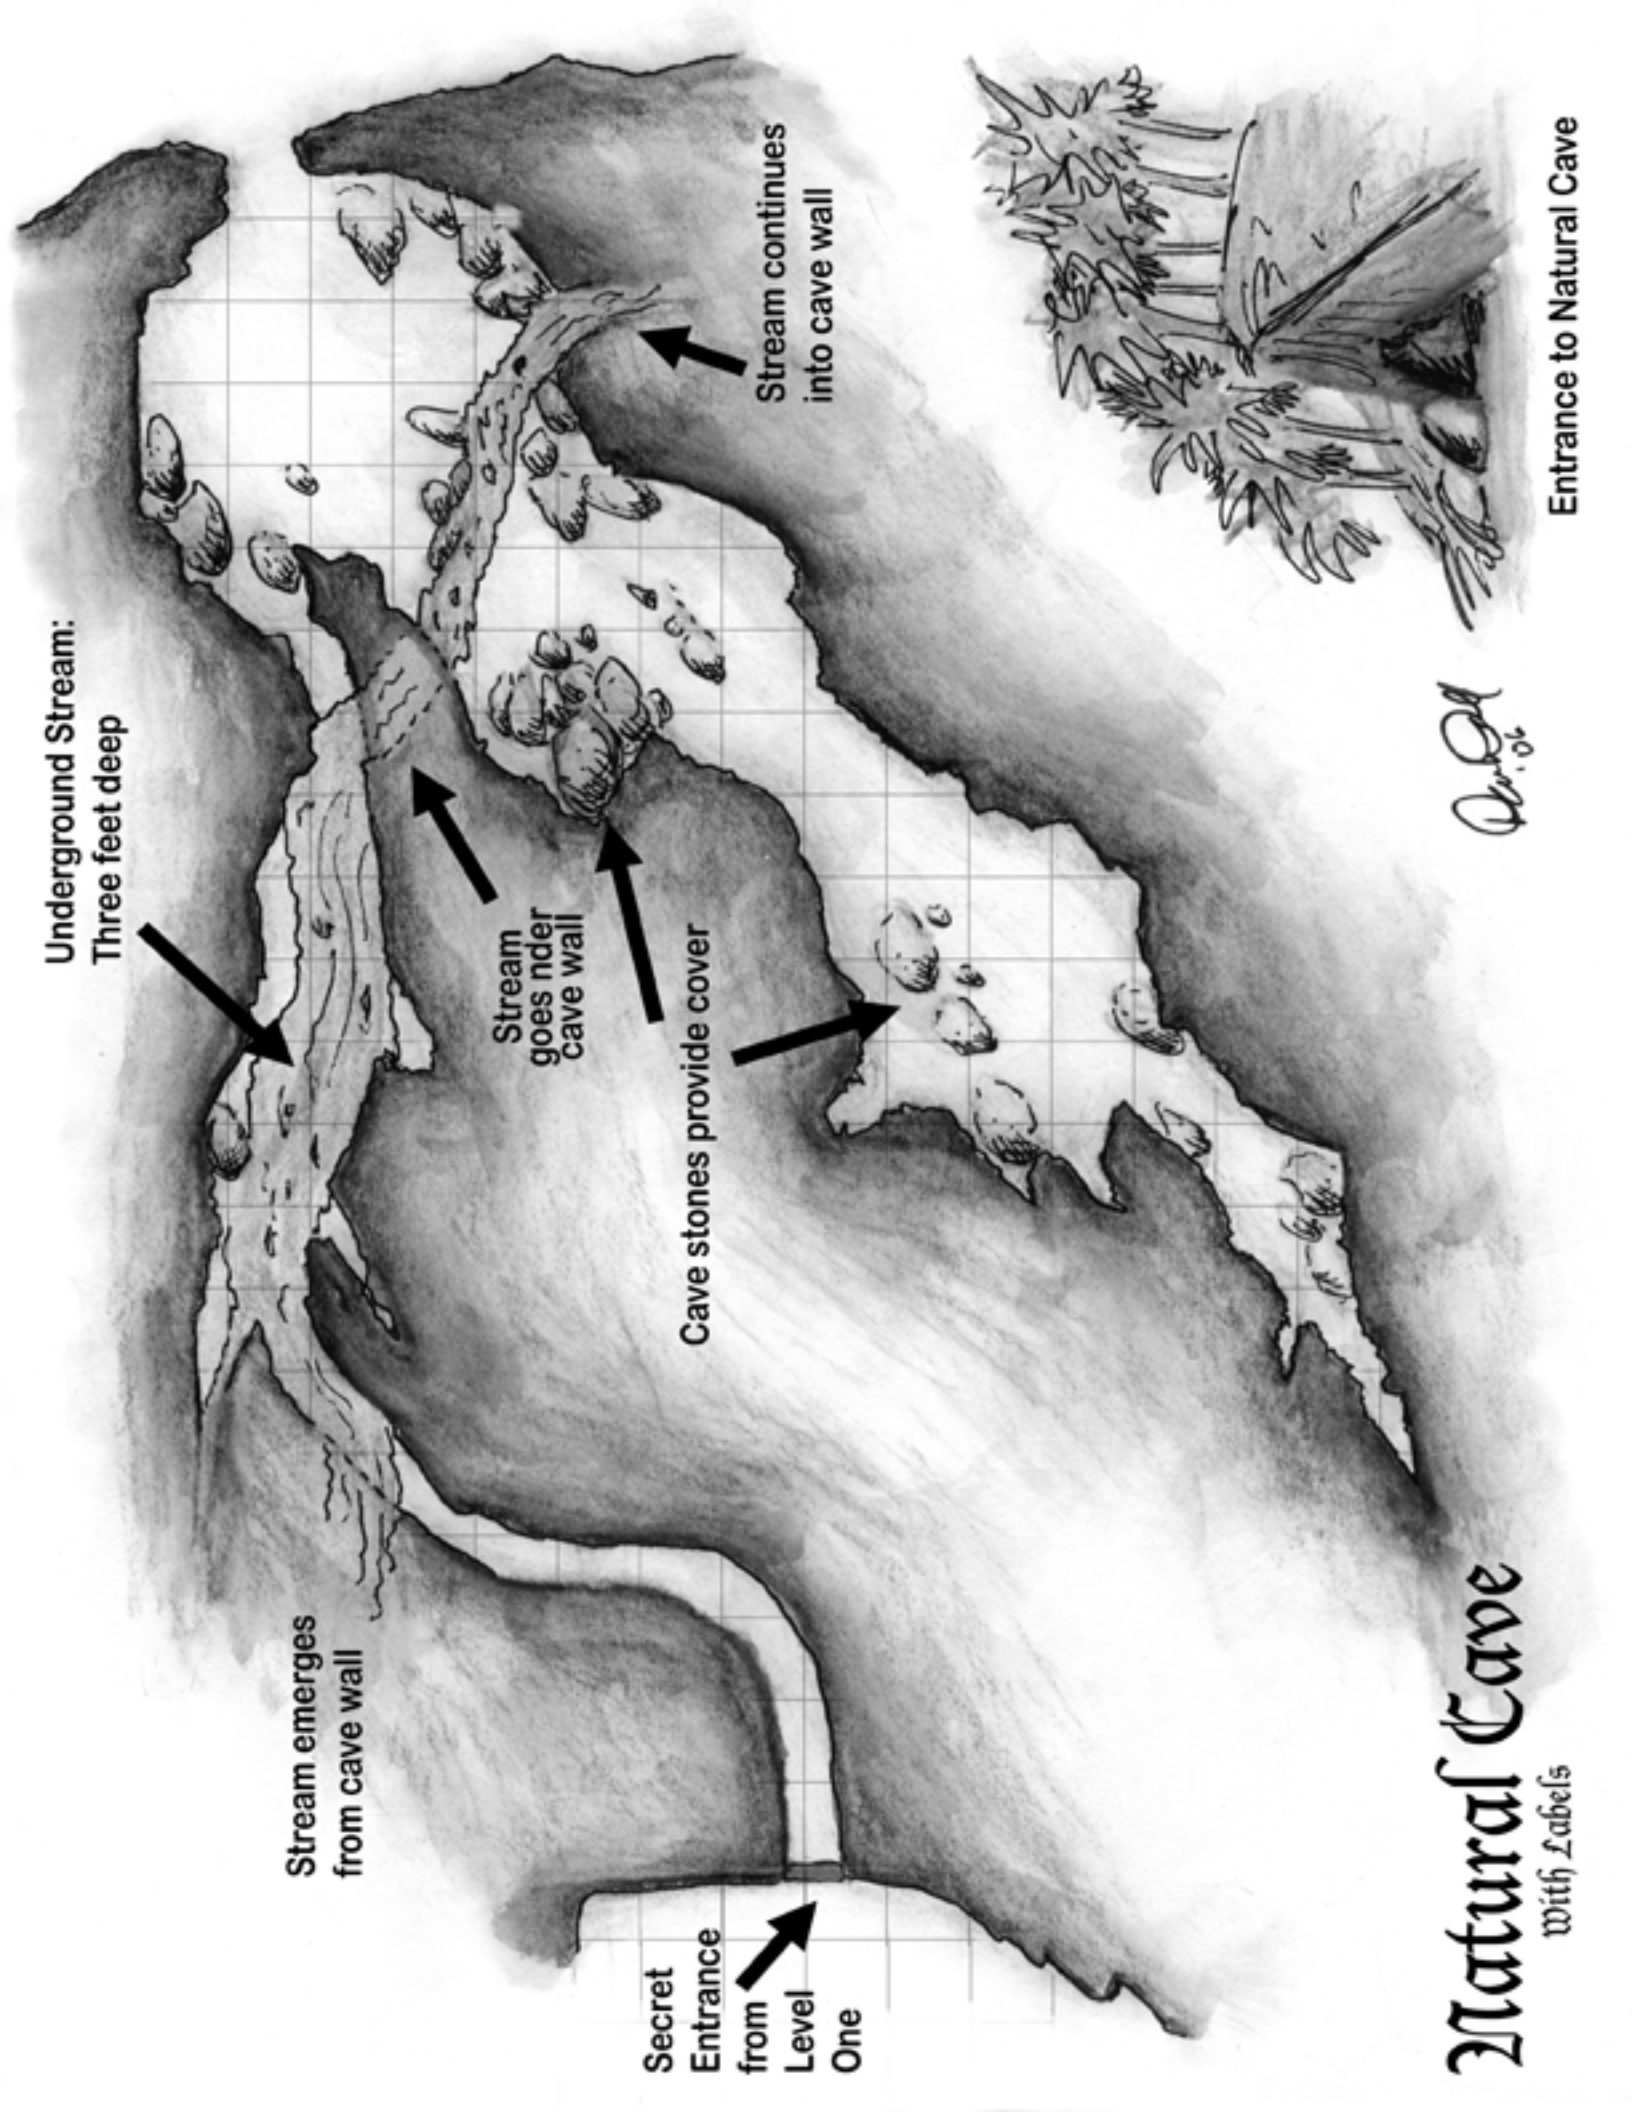 Underground Stream:
Three feet deep
Stream emerges
from cave wall
Stream
goes nder
cave wall
Cave stones provide cover
Stream continues
into cave wall
Secret
Entrance
from
Level
One
Entrance to Natural Cave
'06
Natural Cave
With Labels